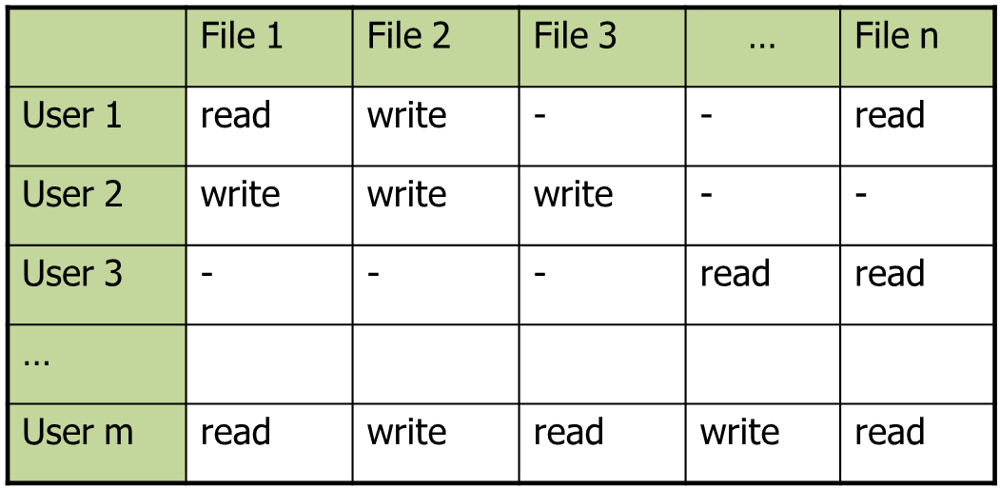 File 1 File 2 File 3 ... File n
User 1 read write - - read
User 2 write write write - -
User 3 - - - read read
...
User m read write read write read